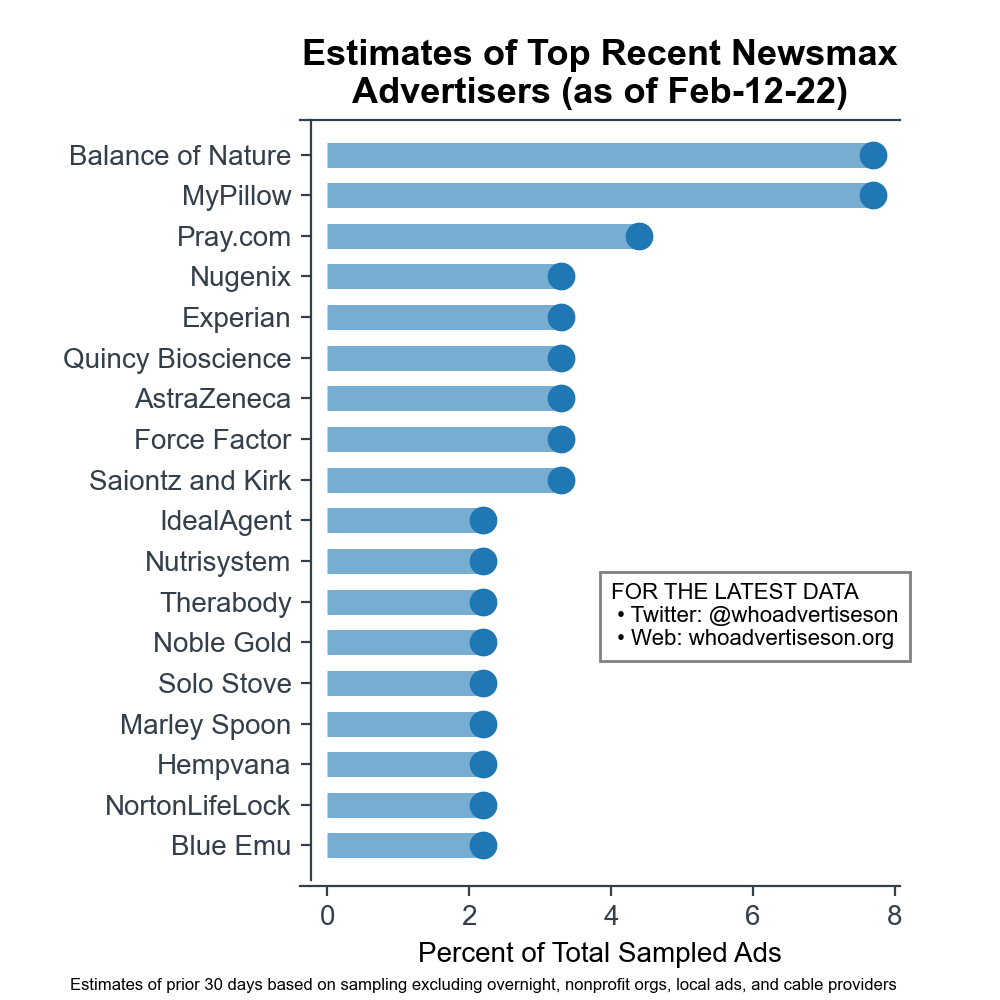 Estimates of Top Recent Newsmax
Advertisers (as of Feb-12-22)
Balance of Nature
MyPillow
Pray.com
Nugenix
Experian
Quincy Bioscience
AstraZeneca
Force Factor
Saiontz and Kirk
IdealAgent
Nutrisystem
Therabody
Noble Gold
Solo Stove
Marley Spoon
Hempvana
NortonLifeLock
Blue Emu
FOR THE LATEST DATA
• Twitter: @whoadvertiseson
• Web: whoadvertiseson.org
0 2 4 6 8
Percent of Total Sampled Ads
Estimates of prior 30 days based on sampling excluding overnight, nonprofit orgs, local ads, and cable providers